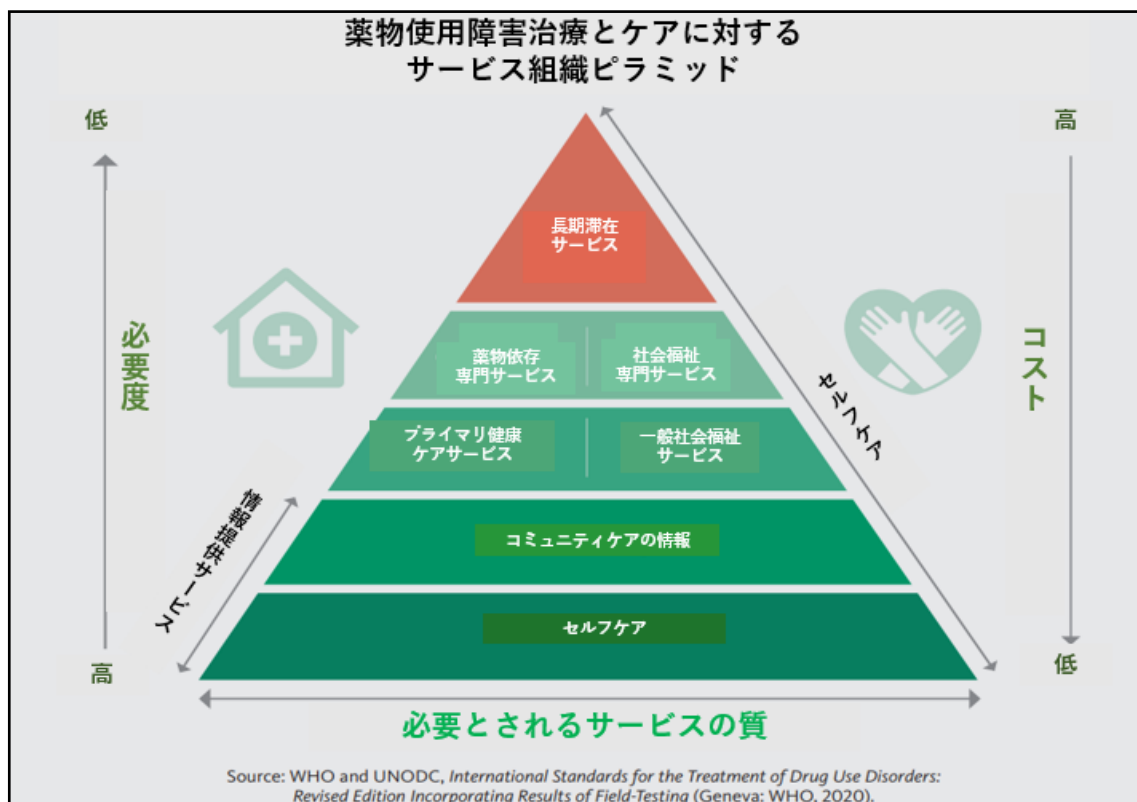 薬物使用障害治療とケアに対する
サービス組織ピラミッド
低
高
長期滞在
サービス
必要度
コスト
薬物依存
専門サービス
社会福祉
専門サービス
セルフケア
プライマリ健康
ケアサービス
一般社会福祉
サービス
情報提供サービス
コミュニティケアの情報
セルフケア
高
低
必要とされるサービスの質
Source: WHO and UNODC, International Standards for the Treatment of Drug Use Disorders:
Revised Edition Incorporating Results of Field-Testing (Geneva: WHO, 2020).